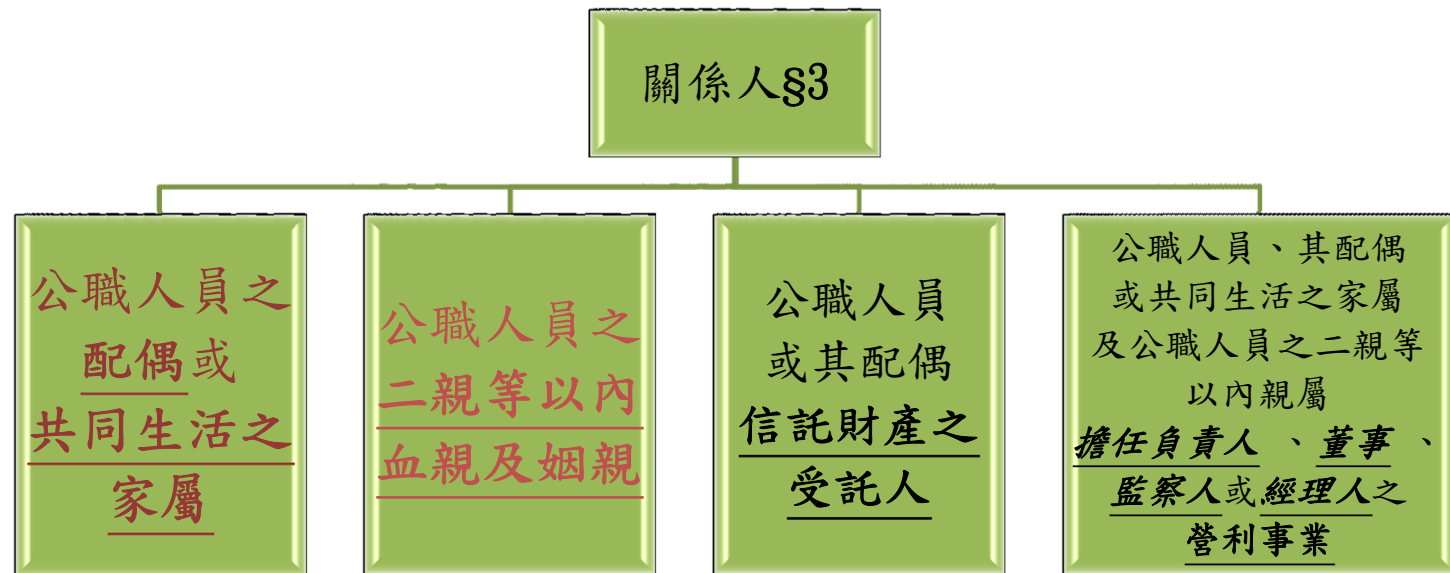 關係人§3
公職人員之
配偶或
共同生活之
家屬
公職人員之
二親等以內
血親及姻親
公職人員
或其配偶
信託財產之
受託人
公職人員、其配偶
或共同生活之家屬
及公職人員之二親等
以內親屬
擔任負責人、董事、
監察人或經理人之
營利事業